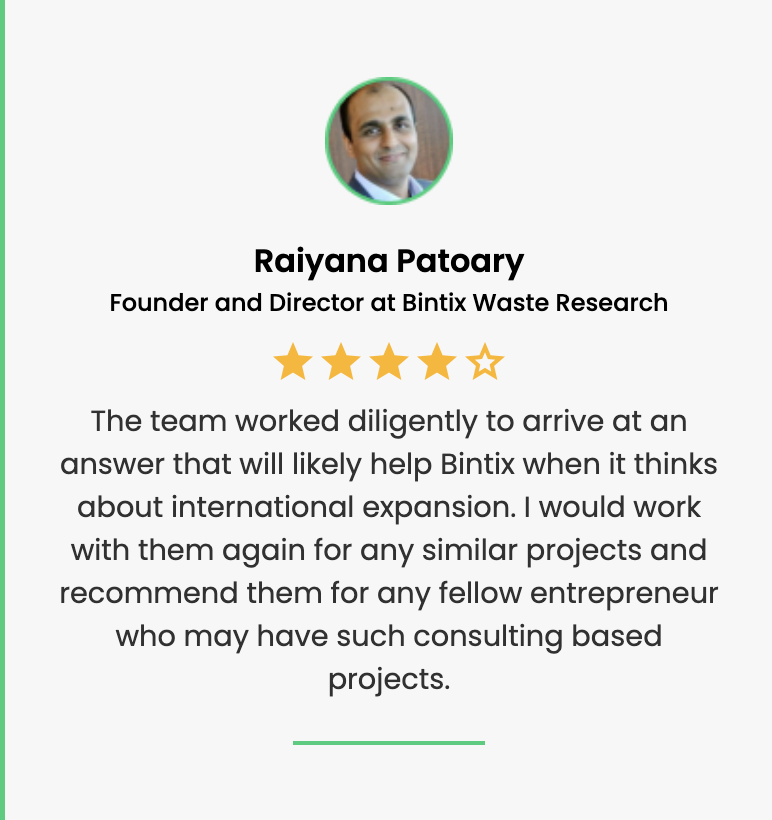 Raiyana Patoary
Founder and Director at Bintix Waste Research
The team worked diligently to arrive at an
answer that will likely help Bintix when it thinks
about international expansion. I would work
with them again for any similar projects and
recommend them for any fellow entrepreneur
who may have such consulting based
projects.